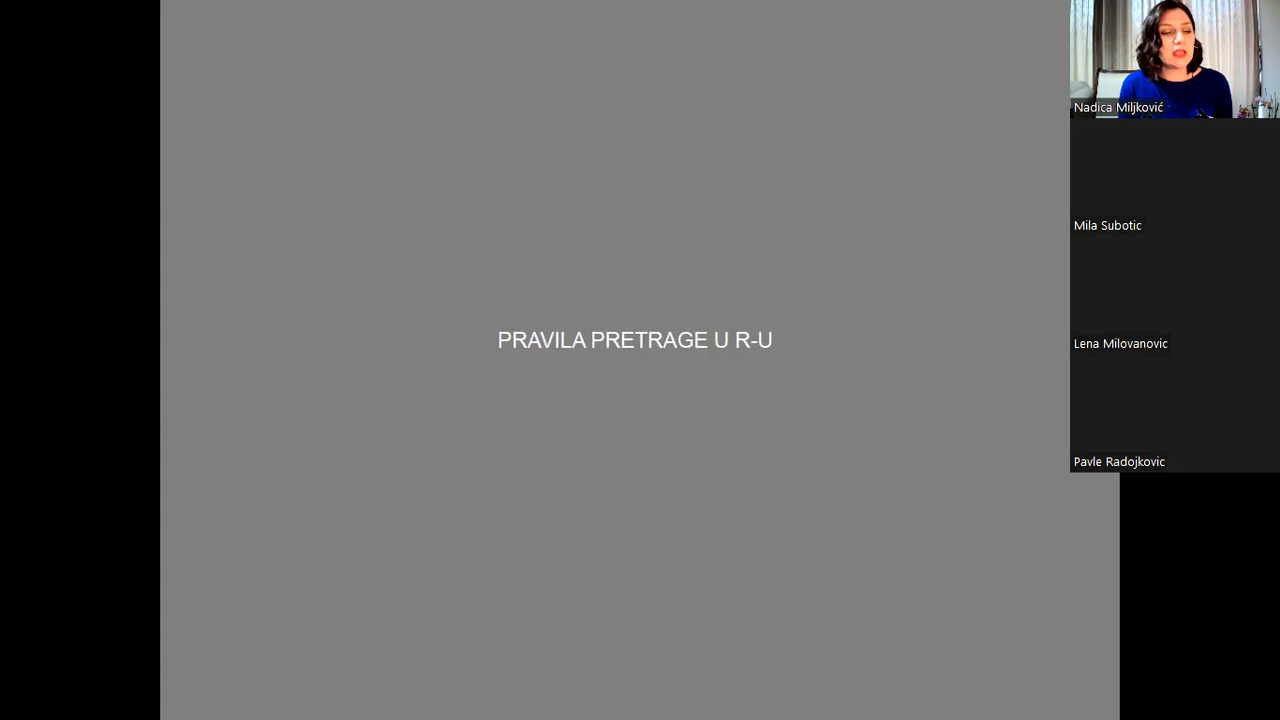 PRAVILA PRETRAGE U R-U
Nadica Miljković
Mila Subotic
Lena Milovanovic
Pavle Radojkovic